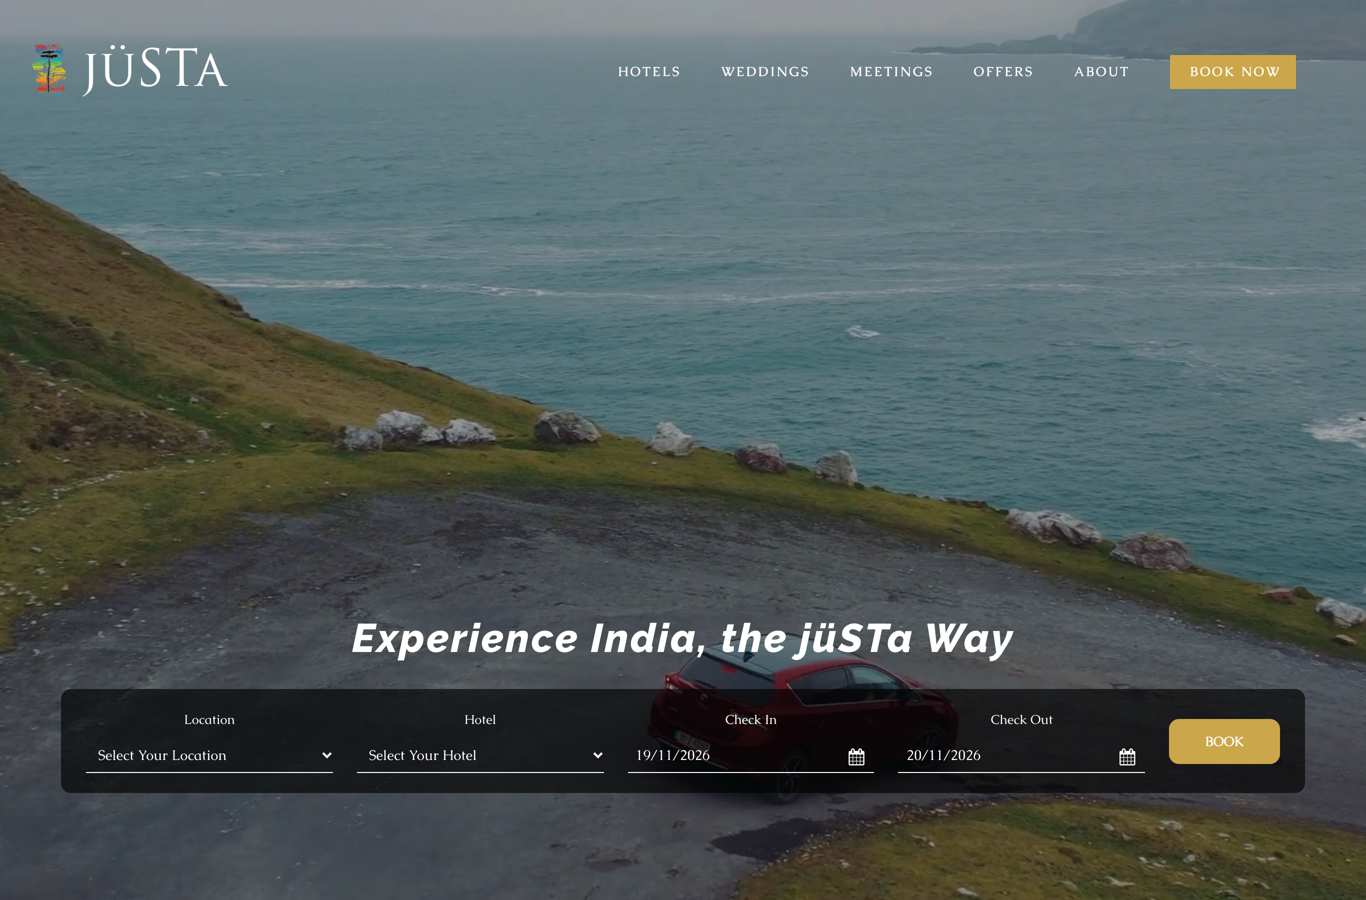 JÜSTA
HOTELS WEDDINGS MEETINGS OFFERS ABOUT BOOK NOW
Experience India, the jüSTa Way
Location Hotel Check In Check Out
Select Your Location Select Your Hotel 19/11/2026 20/11/2026 BOOK